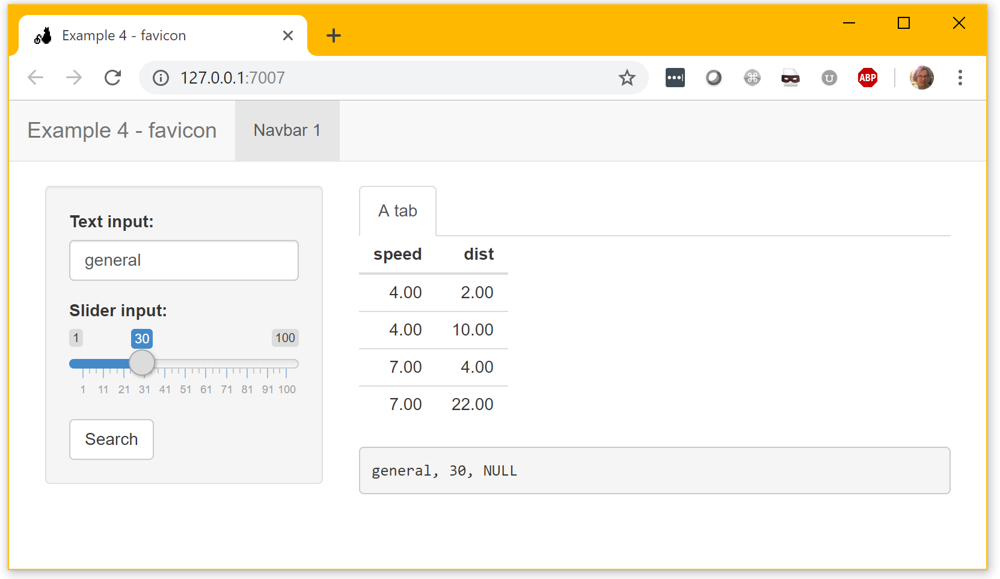 Example 4 - favicon
127.0.0.1:7007
ABP
Example 4 - favicon Navbar 1
Text input:
general
Slider input:
1 30 100
1 11 21 31 41 51 61 71 81 91 100
Search
A tab
speed dist
4.00 2.00
4.00 10.00
7.00 4.00
7.00 22.00
general, 30, NULL